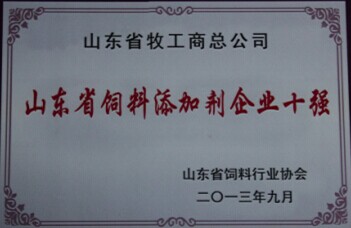 山东省牧工商总公司
山东省饲料添加剂企业十强
山东省饲料行业协会
二〇一三年九月